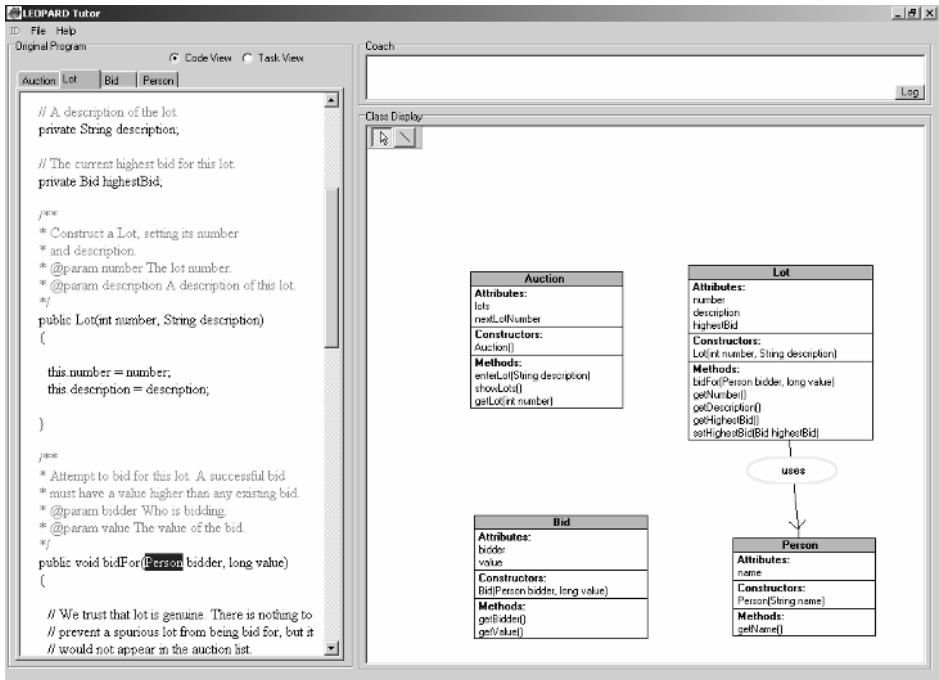 LEOPARD Tutor
ID File Help
Original Program
Code View Task View
Auction Lot Bid Person
// A description of the lot.
private String description;
// The current highest bid for this lot.
private Bid highestBid;
/**
* Construct a Lot, setting its number
* and description.
* @param number The lot number.
* @param description A description of this lot.
*/
public Lot(int number, String description)
{
this.number = number;
this.description = description;
}
/**
* Attempt to bid for this lot. A successful bid
* must have a value higher than any existing bid.
* @param bidder Who is bidding.
* @param value The value of the bid.
*/
public void bidFor(Person bidder, long value)
{
// We trust that lot is genuine. There is nothing to
// prevent a spurious lot from being bid for, but it
// would not appear in the auction list.
Coach
Log
Class Display
Auction
Attributes:
lots
nextLotNumber
Constructors:
Auction()
Methods:
enterLot(String description)
showLots()
getLot(int number)
Lot
Attributes:
number
description
highestBid
Constructors:
Lot(int number, String description)
Methods:
bidFor(Person bidder, long value)
getNumber()
getDescription()
getHighestBid()
setHighestBid(Bid highestBid)
uses
Bid
Attributes:
bidder
value
Constructors:
Bid(Person bidder, long value)
Methods:
getBidder()
getValue()
Person
Attributes:
name
Constructors:
Person(String name)
Methods:
getName()